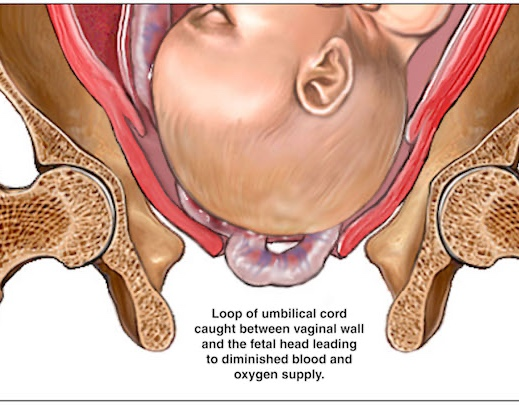 Loop of umbilical cord
caught between vaginal wall
and the fetal head leading
to diminished blood and
oxygen supply.